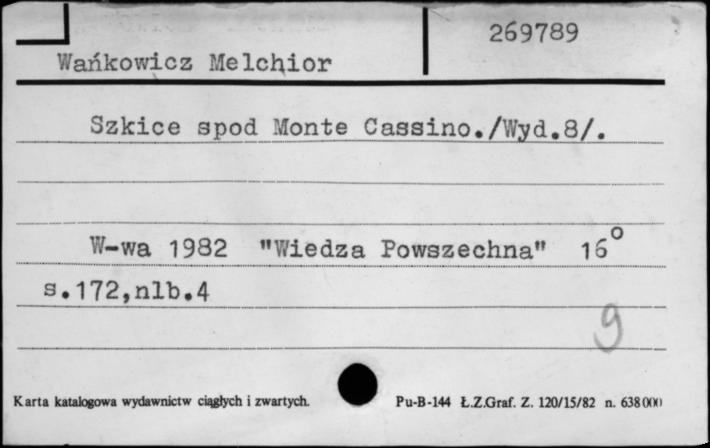 269789
Wańkowicz Melchior
Szkice spod Monte Cassino./Wyd.8/.
W-wa 1982 "Wiedza Powszechna" 16°
s.172,nlb.4
9
Karta katalogowa wydawnictw ciągłych i zwartych. Pu-B-144 Ł.Z.Graf. Z. 120/15/82 n. 638000